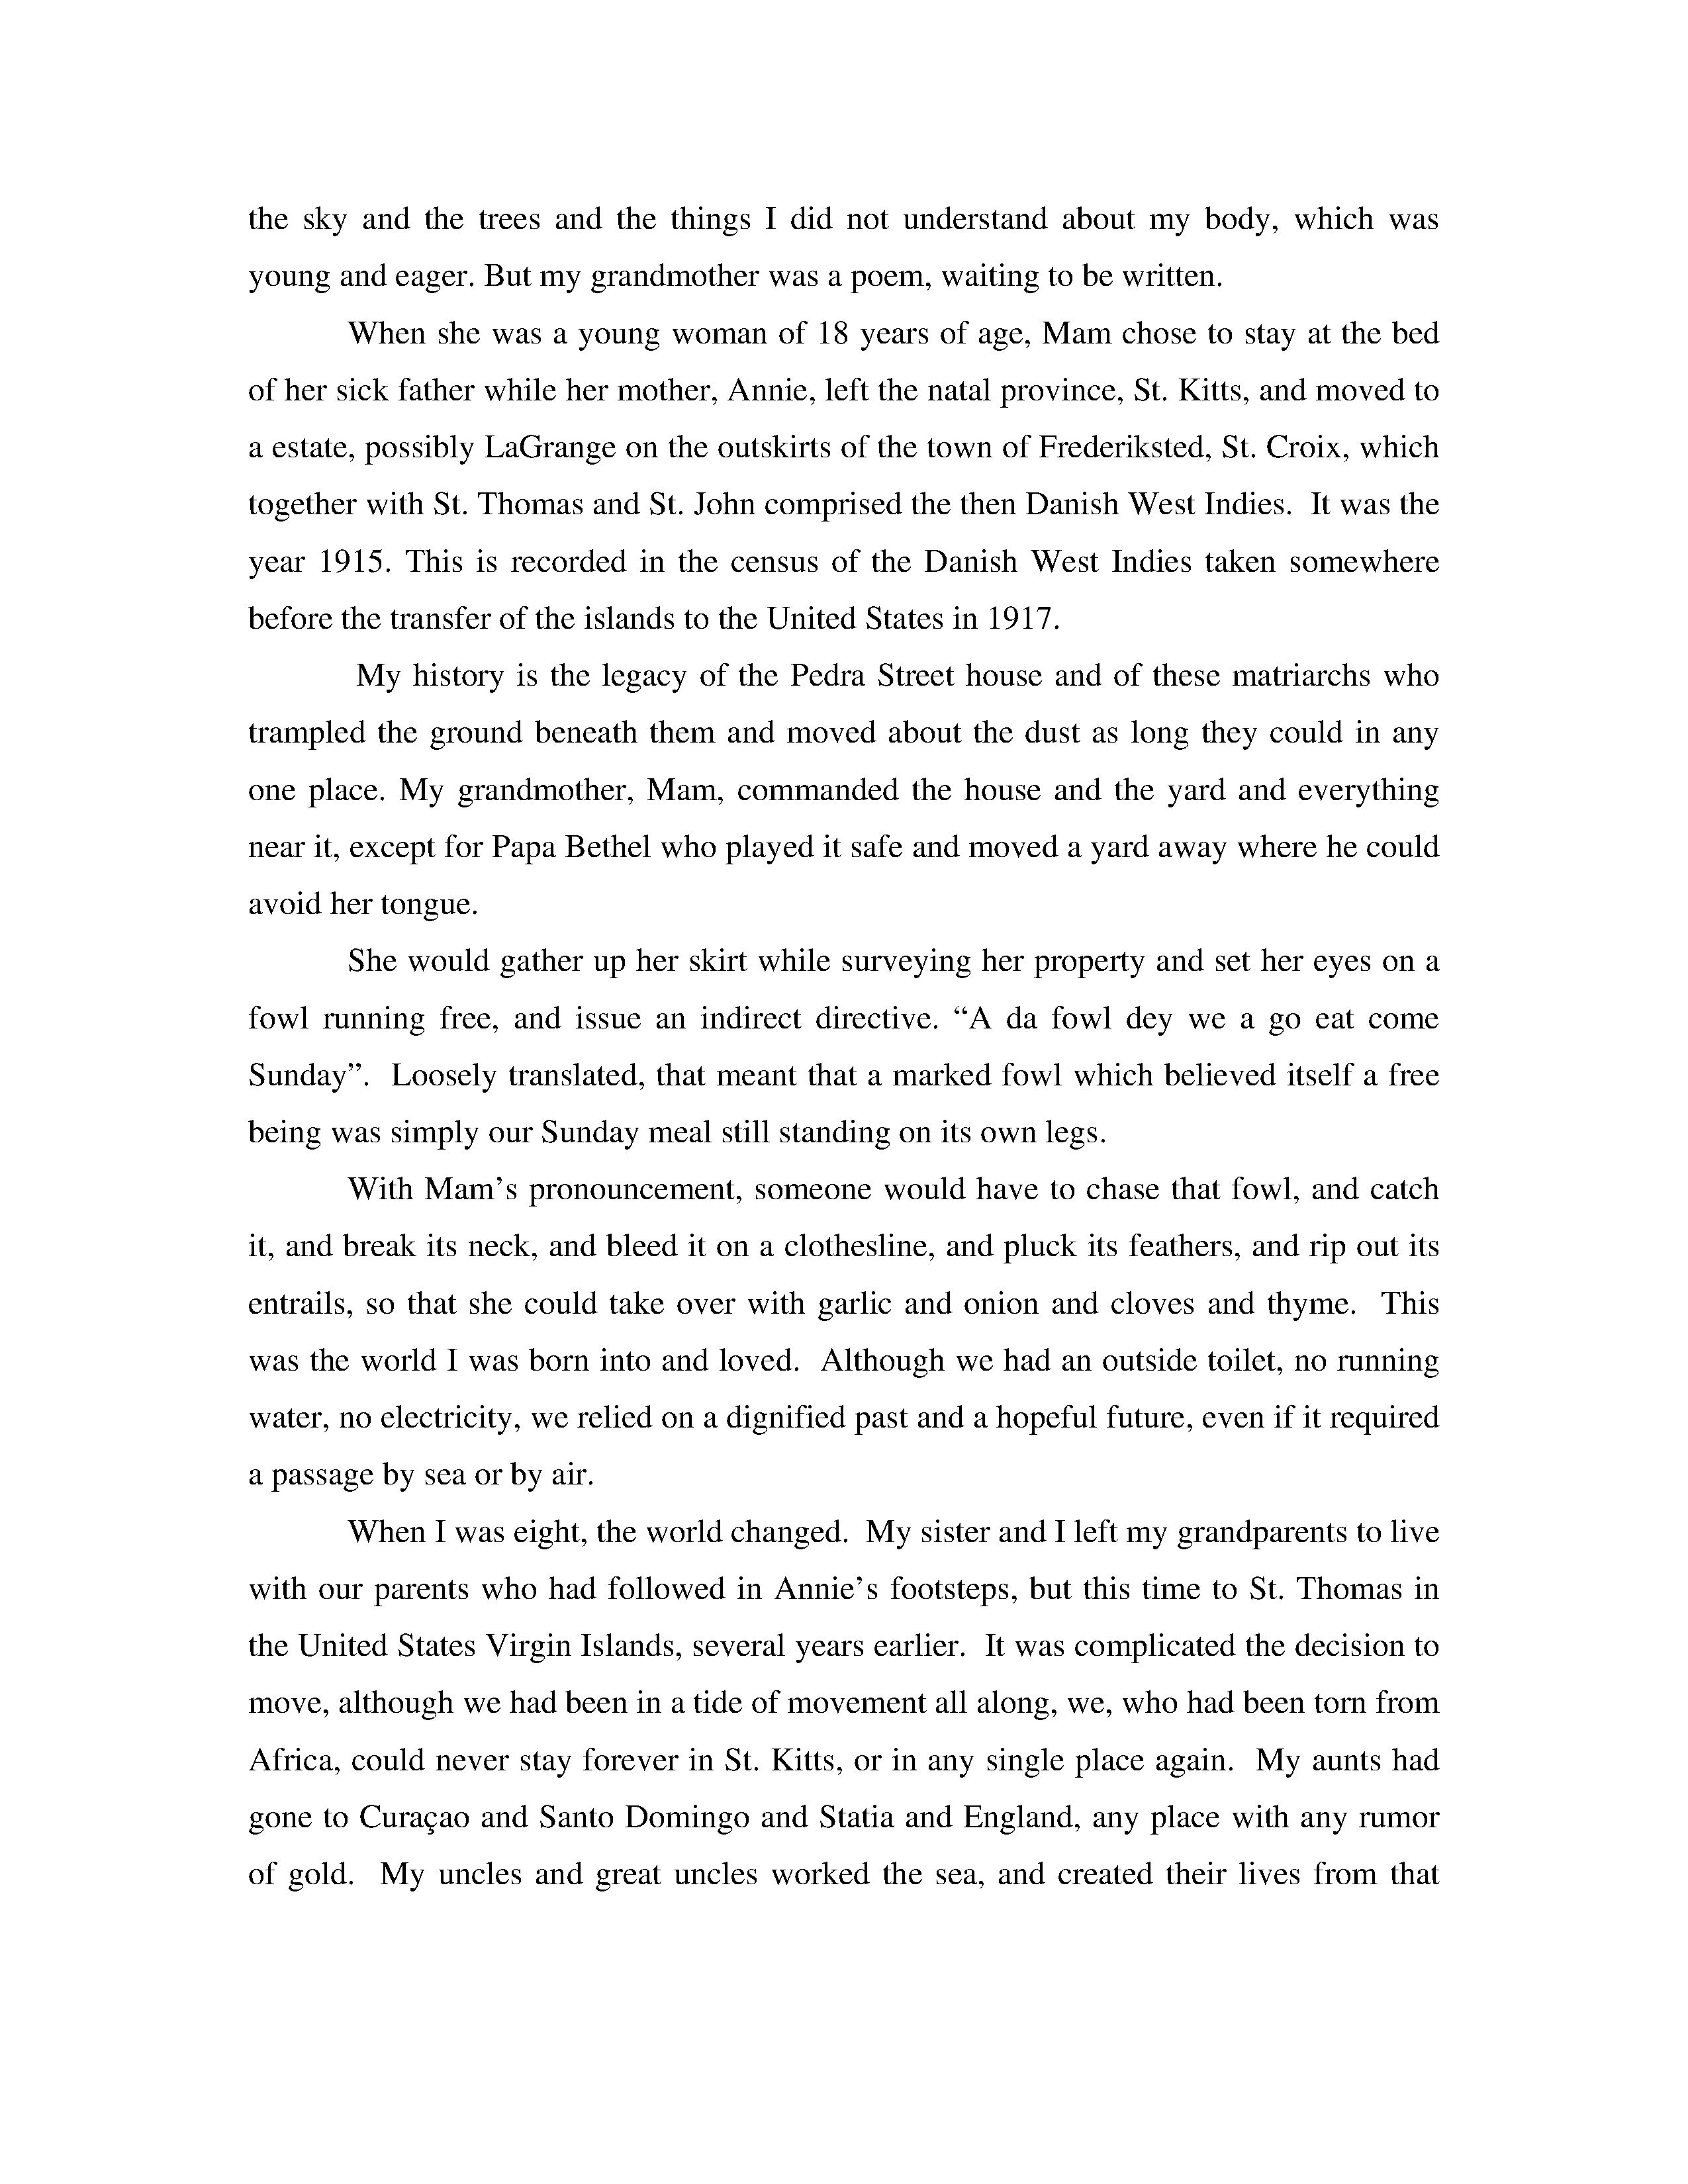 the sky and the trees and the things I did not understand about my body, which was
young and eager. But my grandmother was a poem, waiting to be written.
When she was a young woman of 18 years of age, Mam chose to stay at the bed
of her sick father while her mother, Annie, left the natal province, St. Kitts, and moved to
a estate, possibly LaGrange on the outskirts of the town of Frederiksted, St. Croix, which
together with St. Thomas and St. John comprised the then Danish West Indies.  It was the
year 1915. This is recorded in the census of the Danish West Indies taken somewhere
before the transfer of the islands to the United States in 1917.
My history is the legacy of the Pedra Street house and of these matriarchs who
trampled the ground beneath them and moved about the dust as long they could in any
one place. My grandmother, Mam, commanded the house and the yard and everything
near it, except for Papa Bethel who played it safe and moved a yard away where he could
avoid her tongue.
She would gather up her skirt while surveying her property and set her eyes on a
fowl running free, and issue an indirect directive. “A da fowl dey we a go eat come
Sunday”.  Loosely translated, that meant that a marked fowl which believed itself a free
being was simply our Sunday meal still standing on its own legs.
With Mam’s pronouncement, someone would have to chase that fowl, and catch
it, and break its neck, and bleed it on a clothesline, and pluck its feathers, and rip out its
entrails, so that she could take over with garlic and onion and cloves and thyme.  This
was the world I was born into and loved.  Although we had an outside toilet, no running
water, no electricity, we relied on a dignified past and a hopeful future, even if it required
a passage by sea or by air.
When I was eight, the world changed.  My sister and I left my grandparents to live
with our parents who had followed in Annie’s footsteps, but this time to St. Thomas in
the United States Virgin Islands, several years earlier.  It was complicated the decision to
move, although we had been in a tide of movement all along, we, who had been torn from
Africa, could never stay forever in St. Kitts, or in any single place again.  My aunts had
gone to Curaçao and Santo Domingo and Statia and England, any place with any rumor
of gold.  My uncles and great uncles worked the sea, and created their lives from that